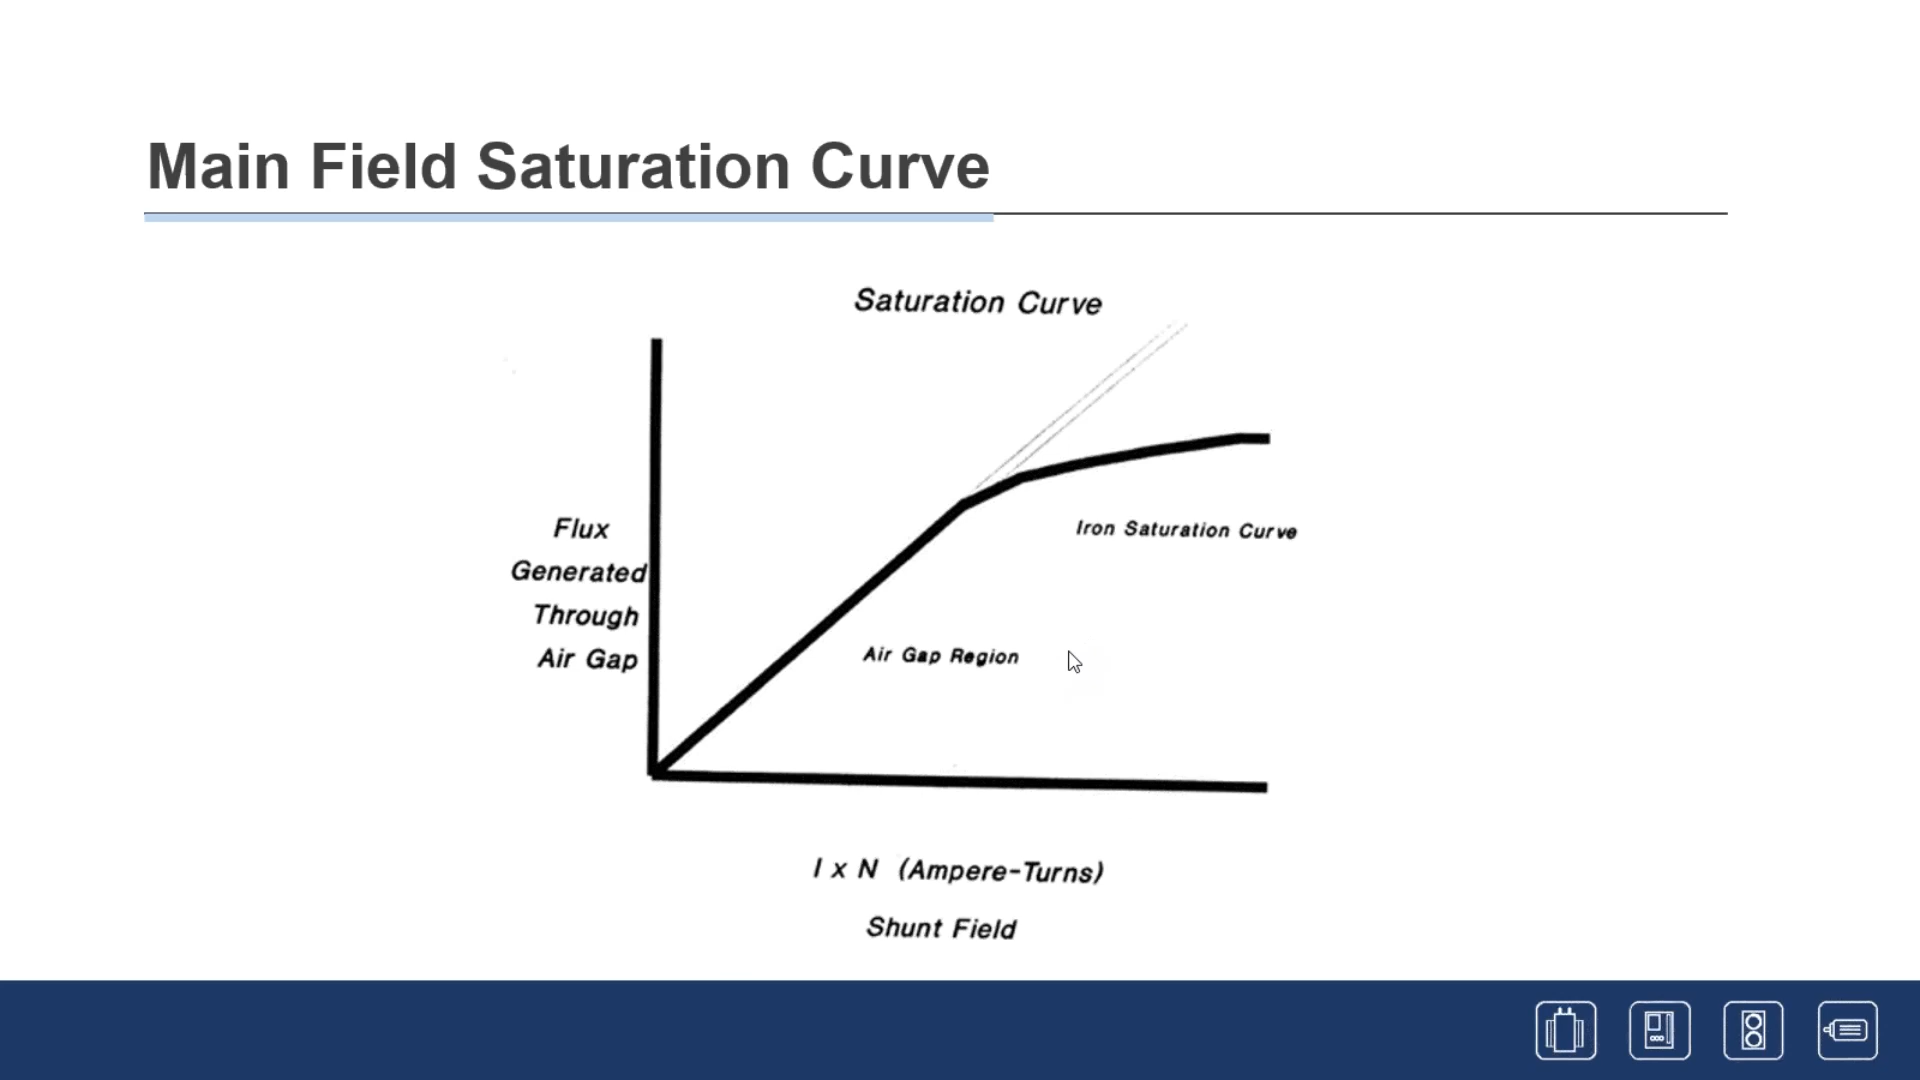 Main Field Saturation Curve
Saturation Curve
Flux
Generated
Through
Air Gap
Iron Saturation Curve
Air Gap Region
I x N (Ampere-Turns)
Shunt Field